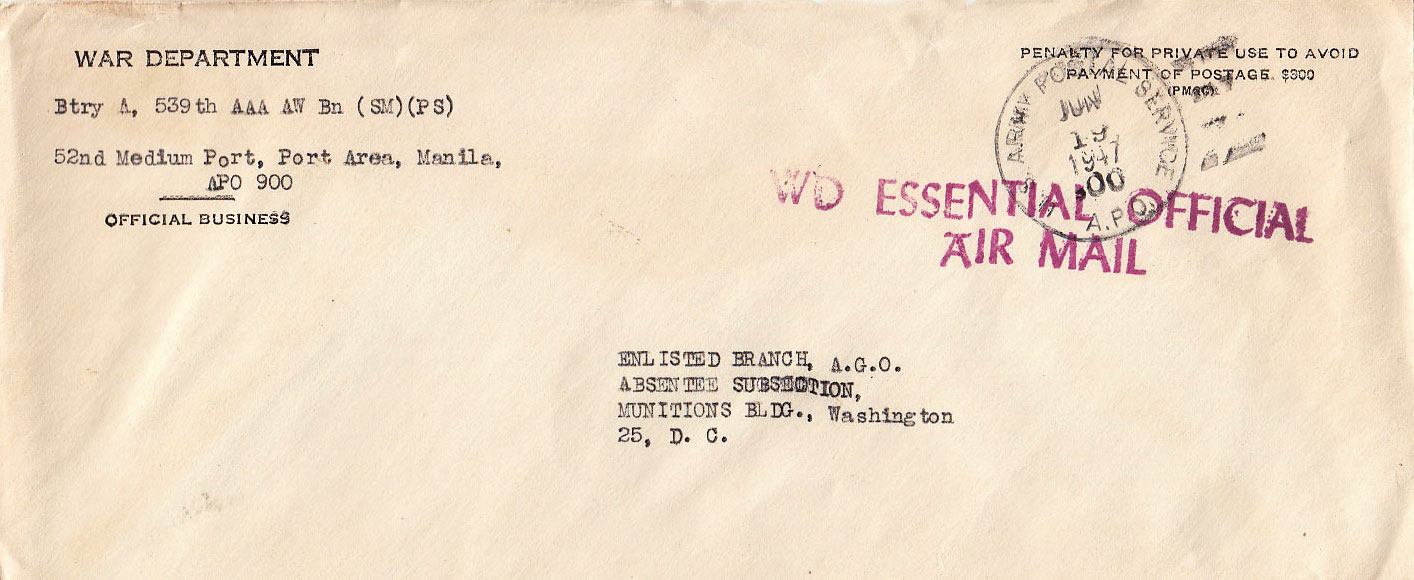 WAR DEPARTMENT
Btry A, 539th AAA AW Bn (SM)(PS)
52nd Medium Port, Port Area, Manila,
APO 900
OFFICIAL BUSINESS
PENALTY FOR PRIVATE USE TO AVOID
PAYMENT OF POSTAGE. $300
(PMGC)
ARMY POSTAL SERVICE
JUN
19
1947
A.P.O.
WD ESSENTIAL OFFICIAL
AIR MAIL
ENLISTED BRANCH, A.G.O.
ABSENTEE SUBSECTION,
MUNITIONS BLDG., Washington
25, D. C.